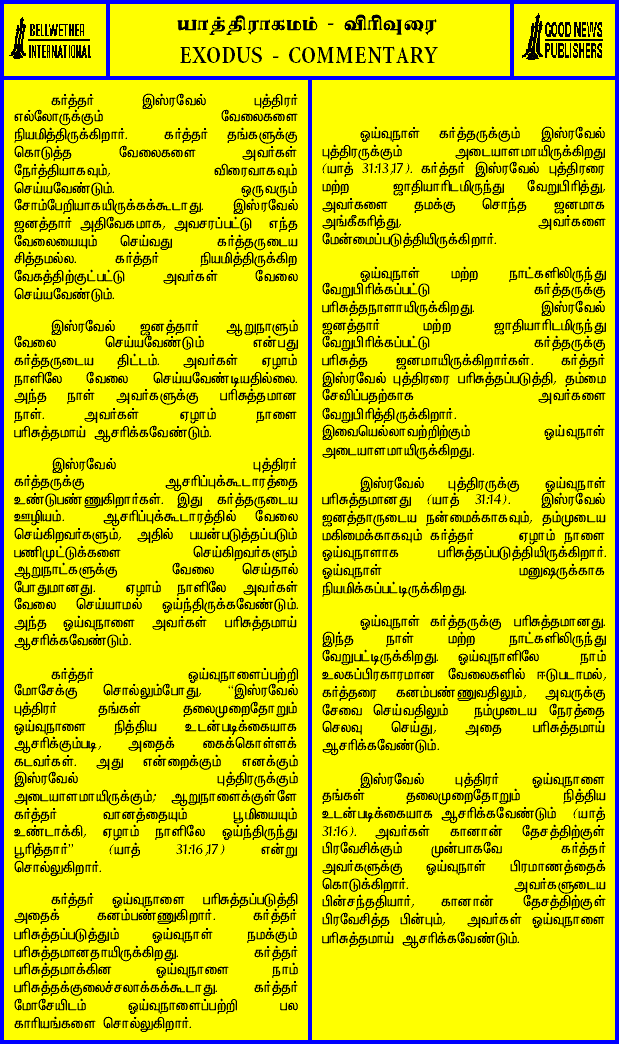 BELLWETHER
INTERNATIONAL
யாத்திராகமம் - விரிவுரை
EXODUS - COMMENTARY
GOOD NEWS
PUBLISHERS
கர்த்தர் இஸ்ரவேல் புத்திரர்
எல்லோருக்கும் வேலைகளை
நியமித்திருக்கிறார். கர்த்தர் தங்களுக்கு
கொடுத்த வேலைகளை அவர்கள்
நேர்த்தியாகவும், விரைவாகவும்
செய்யவேண்டும். ஒருவரும்
சோம்பேறியாகயிருக்கக்கூடாது. இஸ்ரவேல்
ஜனத்தார் அதிவேகமாக, அவசரப்பட்டு எந்த
வேலையையும் செய்வது கர்த்தருடைய
சித்தமல்ல. கர்த்தர் நியமித்திருக்கிற
வேகத்திற்குட்பட்டு அவர்கள் வேலை
செய்யவேண்டும்.
இஸ்ரவேல் ஜனத்தார் ஆறுநாளும்
வேலை செய்யவேண்டும் என்பது
கர்த்தருடைய திட்டம். அவர்கள் ஏழாம்
நாளிலே வேலை செய்யவேண்டியதில்லை.
அந்த நாள் அவர்களுக்கு பரிசுத்தமான
நாள். அவர்கள் ஏழாம் நாளை
பரிசுத்தமாய் ஆசரிக்கவேண்டும்.
இஸ்ரவேல் புத்திரர்
கர்த்தருக்கு ஆசரிப்புக்கூடாரத்தை
உண்டுபண்ணுகிறார்கள். இது கர்த்தருடைய
ஊழியம். ஆசரிப்புக்கூடாரத்தில் வேலை
செய்கிறவர்களும், அதில் பயன்படுத்தப்படும்
பணிமுட்டுக்களை செய்கிறவர்களும்
ஆறுநாட்களுக்கு வேலை செய்தால்
போதுமானது. ஏழாம் நாளிலே அவர்கள்
வேலை செய்யாமல் ஓய்ந்திருக்கவேண்டும்.
அந்த ஓய்வுநாளை அவர்கள் பரிசுத்தமாய்
ஆசரிக்கவேண்டும்.
கர்த்தர் ஓய்வுநாளைப்பற்றி
மோசேக்கு சொல்லும்போது, "இஸ்ரவேல்
புத்திரர் தங்கள் தலைமுறைதோறும்
ஓய்வுநாளை நித்திய உடன்படிக்கையாக
ஆசரிக்கும்படி, அதைக் கைக்கொள்ளக்
கடவர்கள். அது என்றைக்கும் எனக்கும்
இஸ்ரவேல் புத்திரருக்கும்
அடையாளமாயிருக்கும்; ஆறுநாளைக்குள்ளே
கர்த்தர் வானத்தையும் பூமியையும்
உண்டாக்கி, ஏழாம் நாளிலே ஓய்ந்திருந்து
பூரித்தார்" (யாத் 31:16,17) என்று
சொல்லுகிறார்.
கர்த்தர் ஓய்வுநாளை பரிசுத்தப்படுத்தி
அதைக் கனம்பண்ணுகிறார். கர்த்தர்
பரிசுத்தப்படுத்தும் ஓய்வுநாள் நமக்கும்
பரிசுத்தமானதாயிருக்கிறது. கர்த்தர்
பரிசுத்தமாக்கின ஓய்வுநாளை நாம்
பரிசுத்தக்குலைச்சலாக்கக்கூடாது. கர்த்தர்
மோசேயிடம் ஓய்வுநாளைப்பற்றி பல
காரியங்களை சொல்லுகிறார்.
ஓய்வுநாள் கர்த்தருக்கும் இஸ்ரவேல்
புத்திரருக்கும் அடையாளமாயிருக்கிறது
(யாத் 31:13,17). கர்த்தர் இஸ்ரவேல் புத்திரரை
மற்ற ஜாதியாரிடமிருந்து வேறுபிரித்து,
அவர்களை தமக்கு சொந்த ஜனமாக
அங்கீகரித்து, அவர்களை
மேன்மைப்படுத்தியிருக்கிறார்.
ஓய்வுநாள் மற்ற நாட்களிலிருந்து
வேறுபிரிக்கப்பட்டு கர்த்தருக்கு
பரிசுத்தநாளாயிருக்கிறது. இஸ்ரவேல்
ஜனத்தார் மற்ற ஜாதியாரிடமிருந்து
வேறுபிரிக்கப்பட்டு கர்த்தருக்கு
பரிசுத்த ஜனமாயிருக்கிறார்கள். கர்த்தர்
இஸ்ரவேல் புத்திரரை பரிசுத்தப்படுத்தி, தம்மை
சேவிப்பதற்காக அவர்களை
வேறுபிரித்திருக்கிறார்.
இவையெல்லாவற்றிற்கும் ஓய்வுநாள்
அடையாளமாயிருக்கிறது.
இஸ்ரவேல் புத்திரருக்கு ஓய்வுநாள்
பரிசுத்தமானது (யாத் 31:14). இஸ்ரவேல்
ஜனத்தாருடைய நன்மைக்காகவும், தம்முடைய
மகிமைக்காகவும் கர்த்தர் ஏழாம் நாளை
ஓய்வுநாளாக பரிசுத்தப்படுத்தியிருக்கிறார்.
ஓய்வுநாள் மனுஷருக்காக
நியமிக்கப்பட்டிருக்கிறது.
ஓய்வுநாள் கர்த்தருக்கு பரிசுத்தமானது.
இந்த நாள் மற்ற நாட்களிலிருந்து
வேறுபட்டிருக்கிறது. ஓய்வுநாளிலே நாம்
உலகப்பிரகாரமான வேலைகளில் ஈடுபடாமல்,
கர்த்தரை கனம்பண்ணுவதிலும், அவருக்கு
சேவை செய்வதிலும் நம்முடைய நேரத்தை
செலவு செய்து, அதை பரிசுத்தமாய்
ஆசரிக்கவேண்டும்.
இஸ்ரவேல் புத்திரர் ஓய்வுநாளை
தங்கள் தலைமுறைதோறும் நித்திய
உடன்படிக்கையாக ஆசரிக்கவேண்டும் (யாத்
31:16). அவர்கள் கானான் தேசத்திற்குள்
பிரவேசிக்கும் முன்பாகவே கர்த்தர்
அவர்களுக்கு ஓய்வுநாள் பிரமாணத்தைக்
கொடுக்கிறார். அவர்களுடைய
பின்சந்ததியார், கானான் தேசத்திற்குள்
பிரவேசித்த பின்பும், அவர்கள் ஓய்வுநாளை
பரிசுத்தமாய் ஆசரிக்கவேண்டும்.